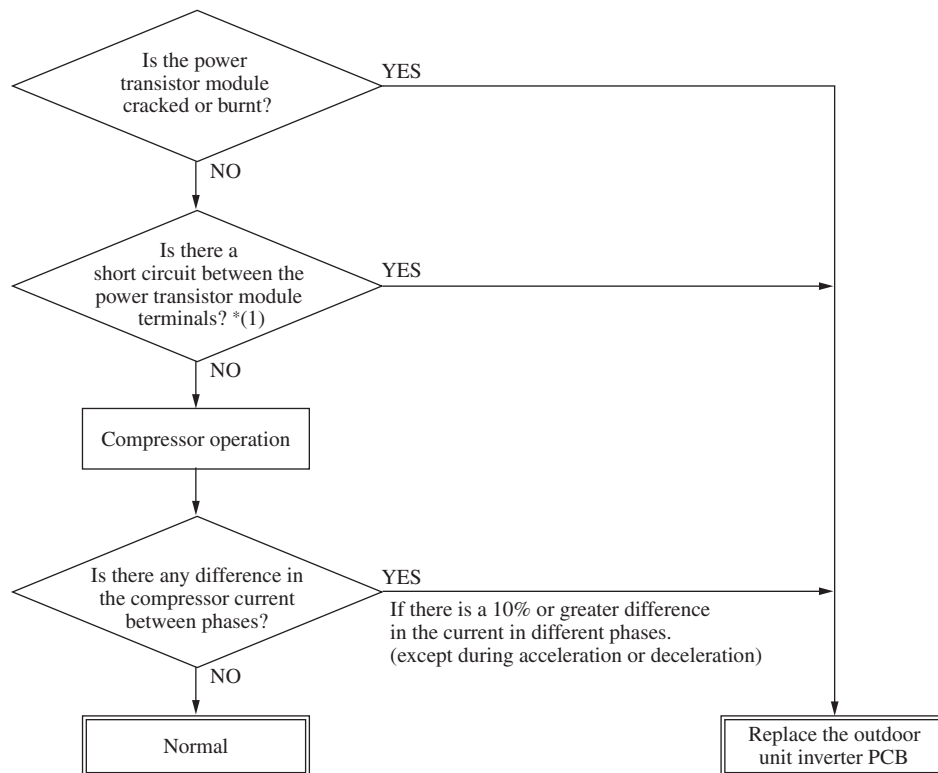 Is the power
transistor module
cracked or burnt?
YES
NO
Is there a
short circuit between the
power transistor module
terminals? *(1)
YES
NO
Compressor operation
Is there any difference in
the compressor current
between phases?
YES
If there is a 10% or greater difference
in the current in different phases.
(except during acceleration or deceleration)
NO
Normal
Replace the outdoor
unit inverter PCB